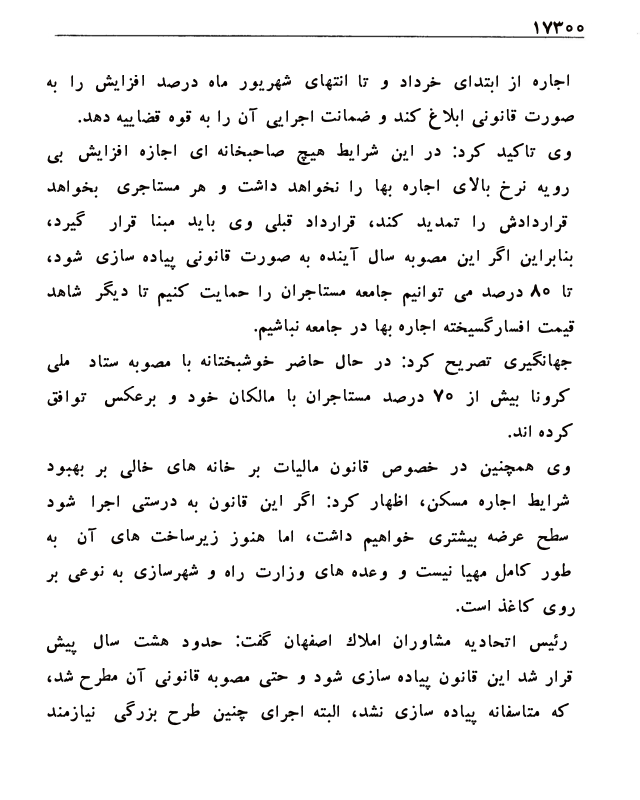 ۱۷۳۰۰
اجاره از ابتدای خرداد و تا انتهای شهریور ماه درصد افزایش را به
صورت قانونی ابلاغ کند و ضمانت اجرایی آن را به قوه قضاییه دهد.
وی تاکید کرد: در این شرایط هیچ صاحبخانه ای اجازه افزایش بی
رویه نرخ بالای اجاره بها را نخواهد داشت و هر مستاجری بخواهد
قراردادش را تمدید کند، قرارداد قبلی وی باید مبنا قرار گیرد،
بنابراین اگر این مصوبه سال آینده به صورت قانونی پیاده سازی شود،
تا ۸۰ درصد می توانیم جامعه مستاجران را حمایت کنیم تا دیگر شاهد
قیمت افسارگسیخته اجاره بها در جامعه نباشیم.
جهانگیری تصریح کرد: در حال حاضر خوشبختانه با مصوبه ستاد ملی
کرونا بیش از ۷۰ درصد مستاجران با مالکان خود و برعکس توافق
کرده اند.
وی همچنین در خصوص قانون مالیات بر خانه های خالی بر بهبود
شرایط اجاره مسکن، اظهار کرد: اگر این قانون به درستی اجرا شود
سطح عرضه بیشتری خواهیم داشت، اما هنوز زیرساخت های آن به
طور کامل مهیا نیست و وعده های وزارت راه و شهرسازی به نوعی بر
روی کاغذ است.
رئیس اتحادیه مشاوران املاك اصفهان گفت: حدود هشت سال پیش
قرار شد این قانون پیاده سازی شود و حتی مصوبه قانونی آن مطرح شد،
که متاسفانه پیاده سازی نشد، البته اجرای چنین طرح بزرگی نیازمند